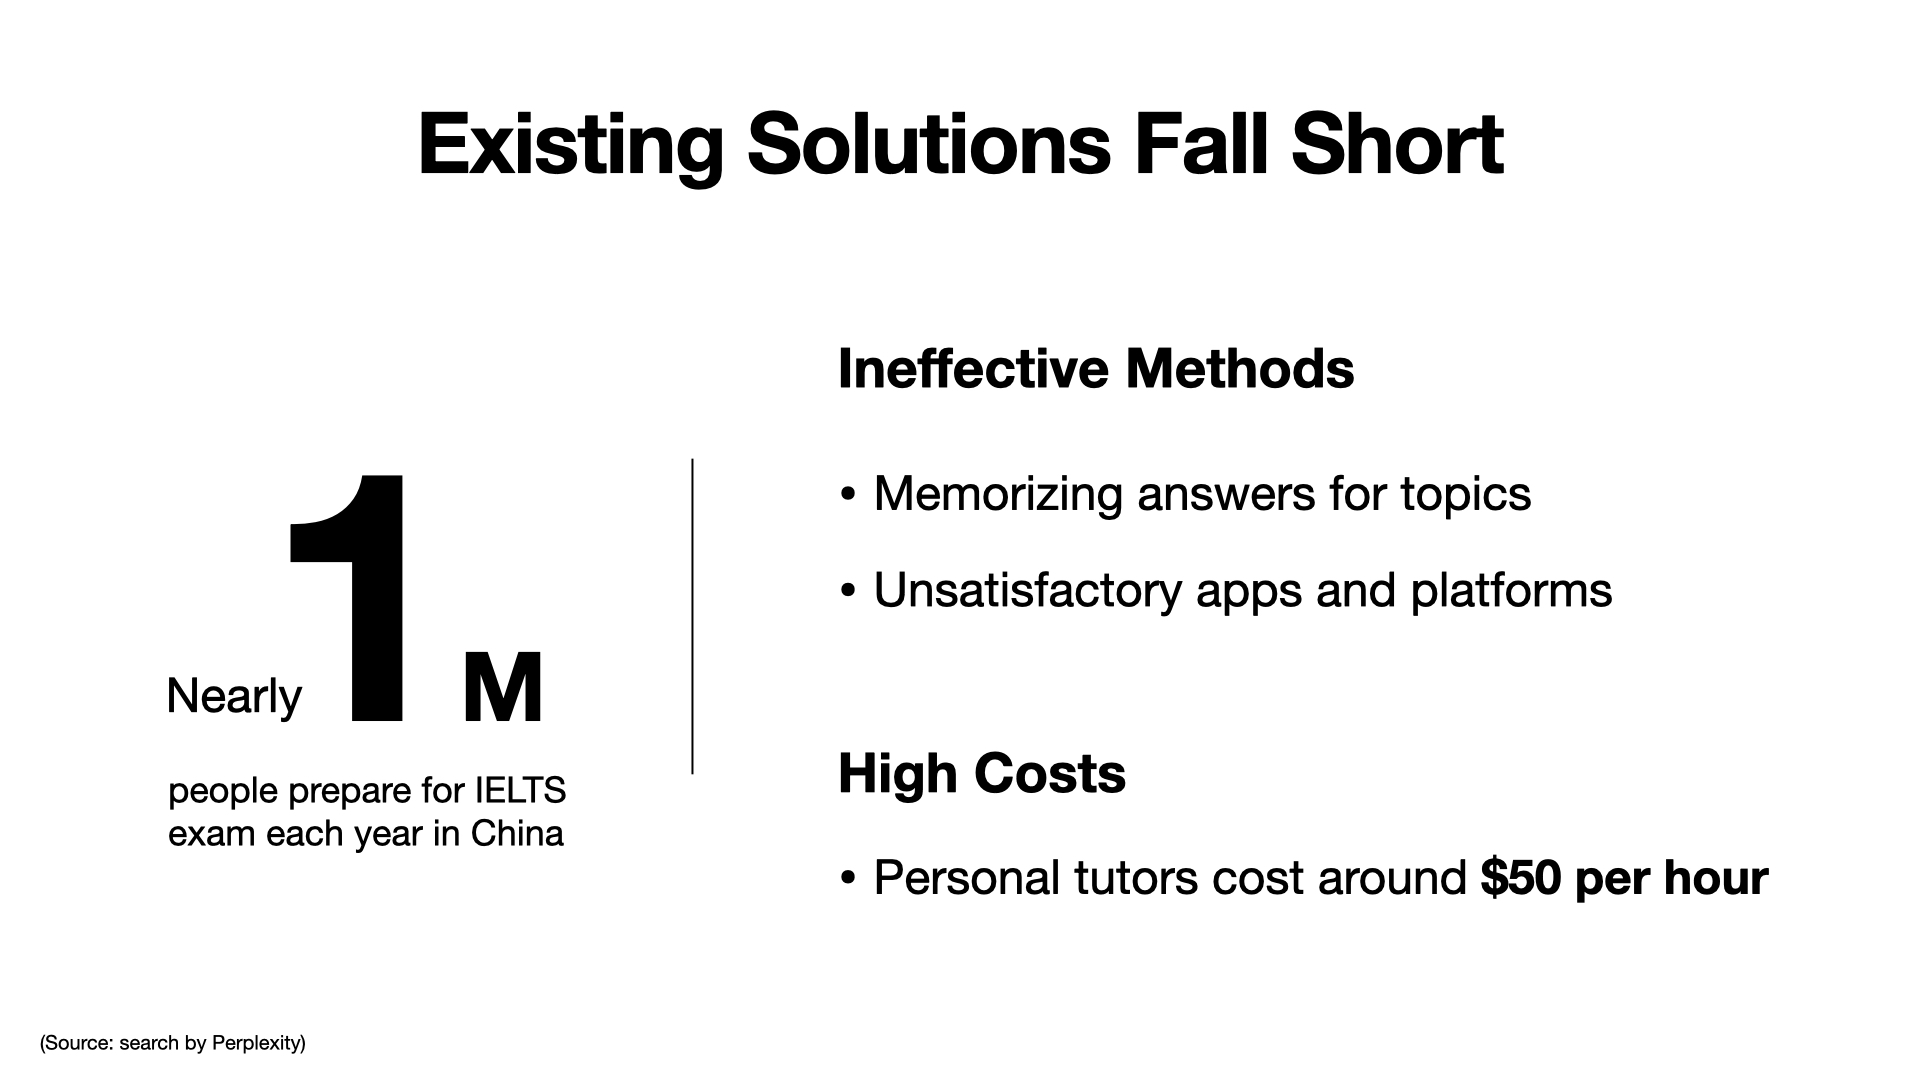 Existing Solutions Fall Short
Nearly 1 M
people prepare for IELTS
exam each year in China
Ineffective Methods
• Memorizing answers for topics
• Unsatisfactory apps and platforms
High Costs
• Personal tutors cost around $50 per hour
(Source: search by Perplexity)